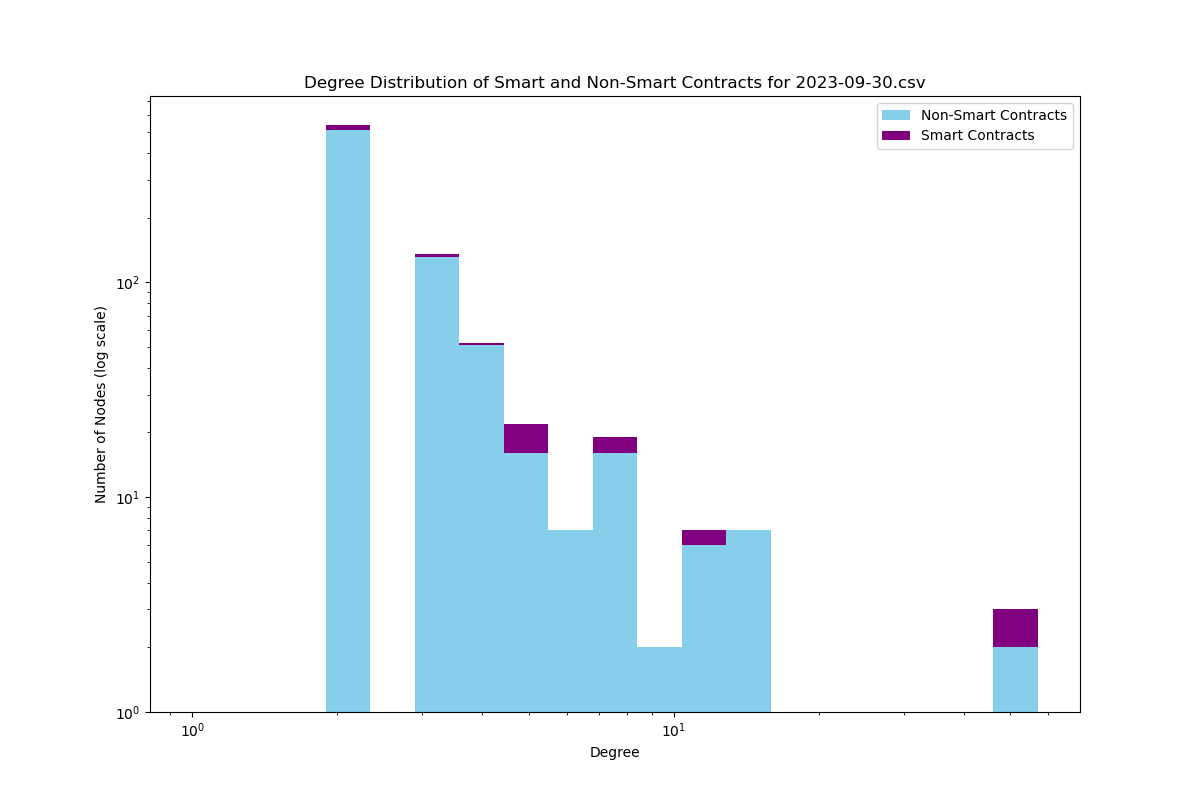 Degree Distribution of Smart and Non-Smart Contracts for 2023-09-30.csv
Non-Smart Contracts
Smart Contracts
Number of Nodes (log scale)
10²
10¹
10⁰
10⁰ 10¹
Degree